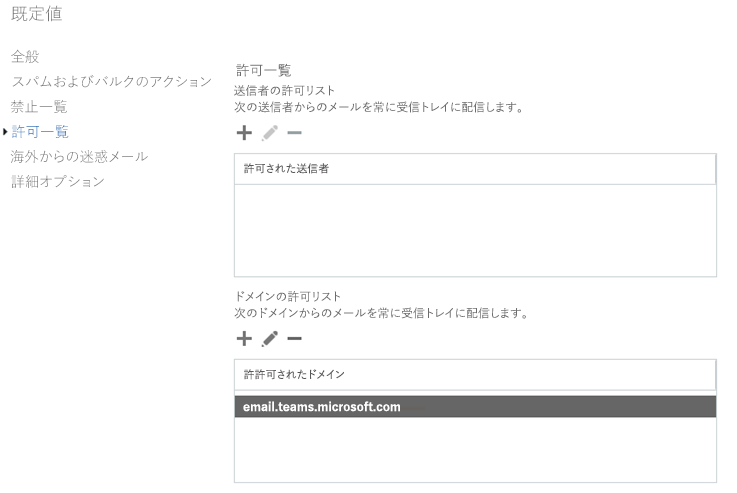 既定値
全般
スパムおよびバルクのアクション
禁止一覧
許可一覧
海外からの迷惑メール
詳細オプション
許可一覧
送信者の許可リスト
次の送信者からのメールを常に受信トレイに配信します。
許可された送信者
ドメインの許可リスト
次のドメインからのメールを常に受信トレイに配信します。
許許可されたドメイン
email.teams.microsoft.com